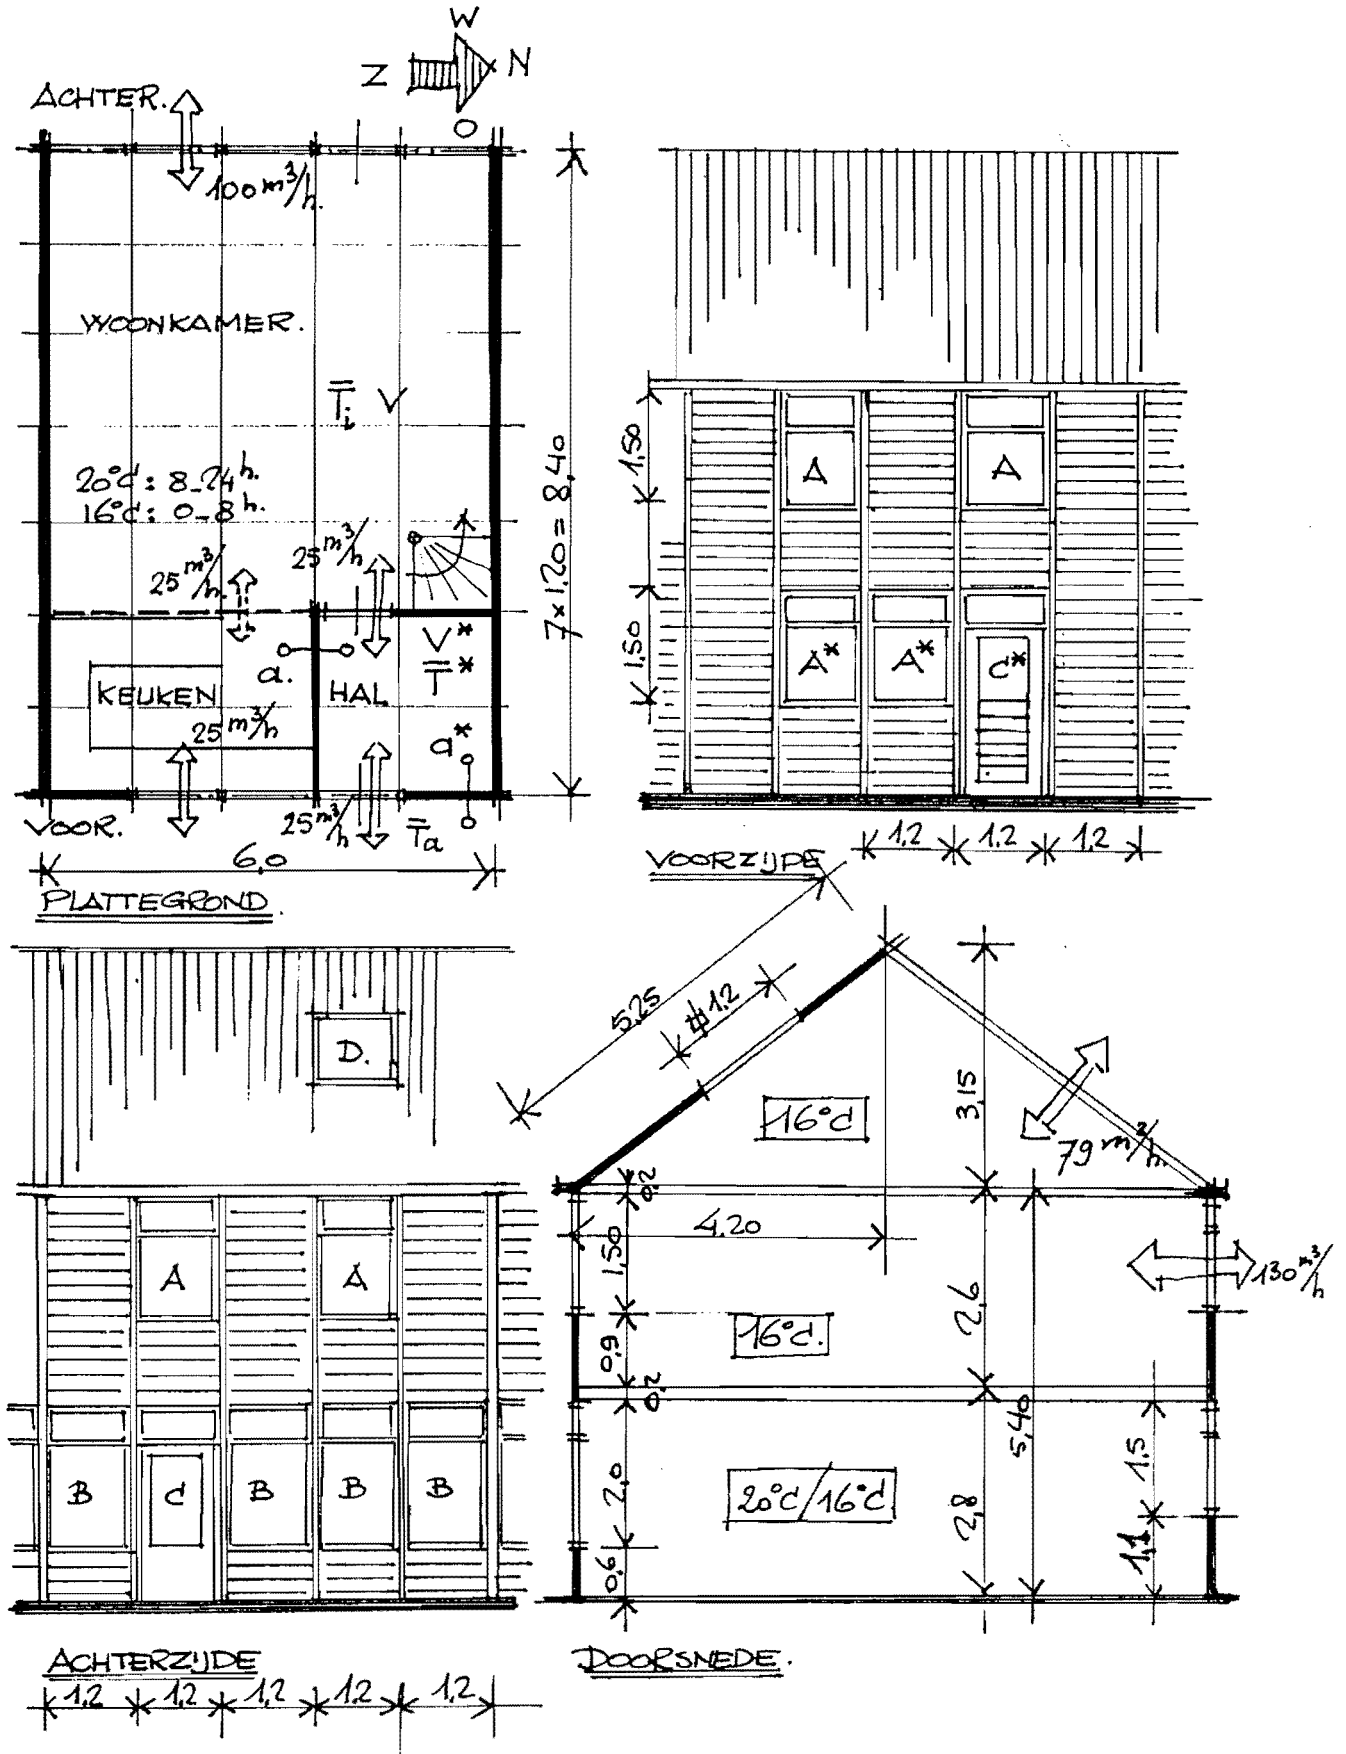 W
Z
N
O
ACHTER.
100 m³/h.
WOONKAMER.
T̅i V
20°C: 8-24 h.
16°C: 0-8 h.
25 m³/h
25 m³/h
V*
T̅*
a.
KEUKEN
HAL
25 m³/h
a*
VOOR.
25 m³/h
T̅a
6,0
7x1,20=8,40
PLATTEGROND.
A
A
A*
A*
C*
1,50
1,50
1,2
1,2
1,2
VOORZIJDE
D.
A
A
B
C
B
B
B
ACHTERZIJDE
1,2
1,2
1,2
1,2
1,2
5,25
#1,2
16°C
3,15
79 m³/h.
0,2
4,20
1,50
130 m³/h
2,6
16°C.
0,9
0,2
5,40
1,5
2,0
20°C/16°C
2,8
1,1
0,6
DOORSNEDE.